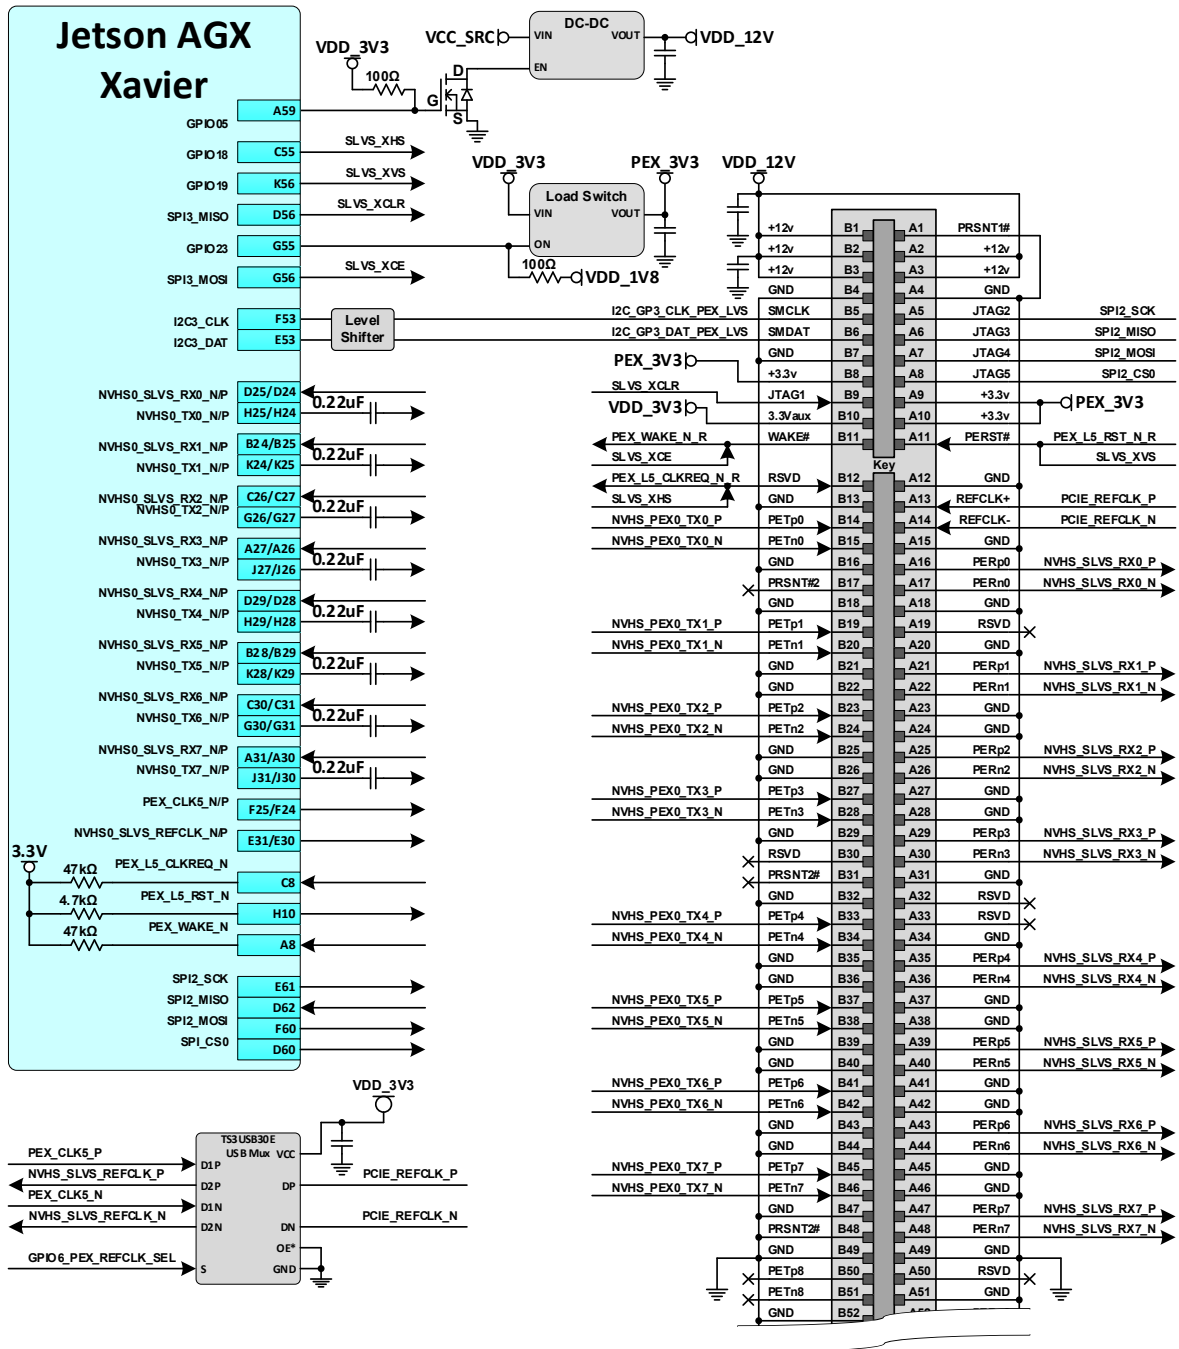 Jetson AGX
Xavier
A59
GPIO05
GPIO18
C55
SLVS_XHS
GPIO19
K56
SLVS_XVS
SPI3_MISO
D56
SLVS_XCLR
GPIO23
G55
SPI3_MOSI
G56
SLVS_XCE
I2C3_CLK
F53
I2C3_DAT
E53
Level
Shifter
NVHS0_SLVS_RX0_N/P
D25/D24
NVHS0_TX0_N/P
H25/H24
0.22uF
NVHS0_SLVS_RX1_N/P
B24/B25
NVHS0_TX1_N/P
K24/K25
0.22uF
NVHS0_SLVS_RX2_N/P
C26/C27
NVHS0_TX2_N/P
G26/G27
0.22uF
NVHS0_SLVS_RX3_N/P
A27/A26
NVHS0_TX3_N/P
J27/J26
0.22uF
NVHS0_SLVS_RX4_N/P
D29/D28
NVHS0_TX4_N/P
H29/H28
0.22uF
NVHS0_SLVS_RX5_N/P
B28/B29
NVHS0_TX5_N/P
K28/K29
0.22uF
NVHS0_SLVS_RX6_N/P
C30/C31
NVHS0_TX6_N/P
G30/G31
0.22uF
NVHS0_SLVS_RX7_N/P
A31/A30
NVHS0_TX7_N/P
J31/J30
0.22uF
PEX_CLK5_N/P
F25/F24
NVHS0_SLVS_REFCLK_N/P
E31/E30
3.3V
PEX_L5_CLKREQ_N
47kΩ
C8
PEX_L5_RST_N
4.7kΩ
H10
PEX_WAKE_N
47kΩ
A8
SPI2_SCK
E61
SPI2_MISO
D62
SPI2_MOSI
F60
SPI_CS0
D60
VDD_3V3
100Ω
G
D
S
VCC_SRC
DC-DC
VIN
VOUT
EN
VDD_12V
VDD_3V3
PEX_3V3
Load Switch
VIN
VOUT
ON
100Ω
VDD_1V8
VDD_12V
+12v B1 A1 PRSNT1#
+12v B2 A2 +12v
+12v B3 A3 +12v
GND B4 A4 GND
I2C_GP3_CLK_PEX_LVS SMCLK B5 A5 JTAG2 SPI2_SCK
I2C_GP3_DAT_PEX_LVS SMDAT B6 A6 JTAG3 SPI2_MISO
GND B7 A7 JTAG4 SPI2_MOSI
PEX_3V3 +3.3v B8 A8 JTAG5 SPI2_CS0
SLVS_XCLR JTAG1 B9 A9 +3.3v PEX_3V3
VDD_3V3 3.3Vaux B10 A10 +3.3v
PEX_WAKE_N_R WAKE# B11 A11 PERST# PEX_L5_RST_N_R
SLVS_XCE Key SLVS_XVS
PEX_L5_CLKREQ_N_R RSVD B12 A12 GND
SLVS_XHS GND B13 A13 REFCLK+ PCIE_REFCLK_P
NVHS_PEX0_TX0_P PETp0 B14 A14 REFCLK- PCIE_REFCLK_N
NVHS_PEX0_TX0_N PETn0 B15 A15 GND
GND B16 A16 PERp0 NVHS_SLVS_RX0_P
PRSNT#2 B17 A17 PERn0 NVHS_SLVS_RX0_N
GND B18 A18 GND
NVHS_PEX0_TX1_P PETp1 B19 A19 RSVD
NVHS_PEX0_TX1_N PETn1 B20 A20 GND
GND B21 A21 PERp1 NVHS_SLVS_RX1_P
GND B22 A22 PERn1 NVHS_SLVS_RX1_N
NVHS_PEX0_TX2_P PETp2 B23 A23 GND
NVHS_PEX0_TX2_N PETn2 B24 A24 GND
GND B25 A25 PERp2 NVHS_SLVS_RX2_P
GND B26 A26 PERn2 NVHS_SLVS_RX2_N
NVHS_PEX0_TX3_P PETp3 B27 A27 GND
NVHS_PEX0_TX3_N PETn3 B28 A28 GND
GND B29 A29 PERp3 NVHS_SLVS_RX3_P
RSVD B30 A30 PERn3 NVHS_SLVS_RX3_N
PRSNT2# B31 A31 GND
GND B32 A32 RSVD
NVHS_PEX0_TX4_P PETp4 B33 A33 RSVD
NVHS_PEX0_TX4_N PETn4 B34 A34 GND
GND B35 A35 PERp4 NVHS_SLVS_RX4_P
GND B36 A36 PERn4 NVHS_SLVS_RX4_N
NVHS_PEX0_TX5_P PETp5 B37 A37 GND
NVHS_PEX0_TX5_N PETn5 B38 A38 GND
GND B39 A39 PERp5 NVHS_SLVS_RX5_P
GND B40 A40 PERn5 NVHS_SLVS_RX5_N
NVHS_PEX0_TX6_P PETp6 B41 A41 GND
NVHS_PEX0_TX6_N PETn6 B42 A42 GND
GND B43 A43 PERp6 NVHS_SLVS_RX6_P
GND B44 A44 PERn6 NVHS_SLVS_RX6_N
NVHS_PEX0_TX7_P PETp7 B45 A45 GND
NVHS_PEX0_TX7_N PETn7 B46 A46 GND
GND B47 A47 PERp7 NVHS_SLVS_RX7_P
PRSNT2# B48 A48 PERn7 NVHS_SLVS_RX7_N
GND B49 A49 GND
PETp8 B50 A50 RSVD
PETn8 B51 A51 GND
GND B52
VDD_3V3
TS3USB30E
USB Mux VCC
PEX_CLK5_P D1P
NVHS_SLVS_REFCLK_P D2P DP PCIE_REFCLK_P
PEX_CLK5_N D1N
NVHS_SLVS_REFCLK_N D2N DN PCIE_REFCLK_N
OE*
GPIO6_PEX_REFCLK_SEL S GND